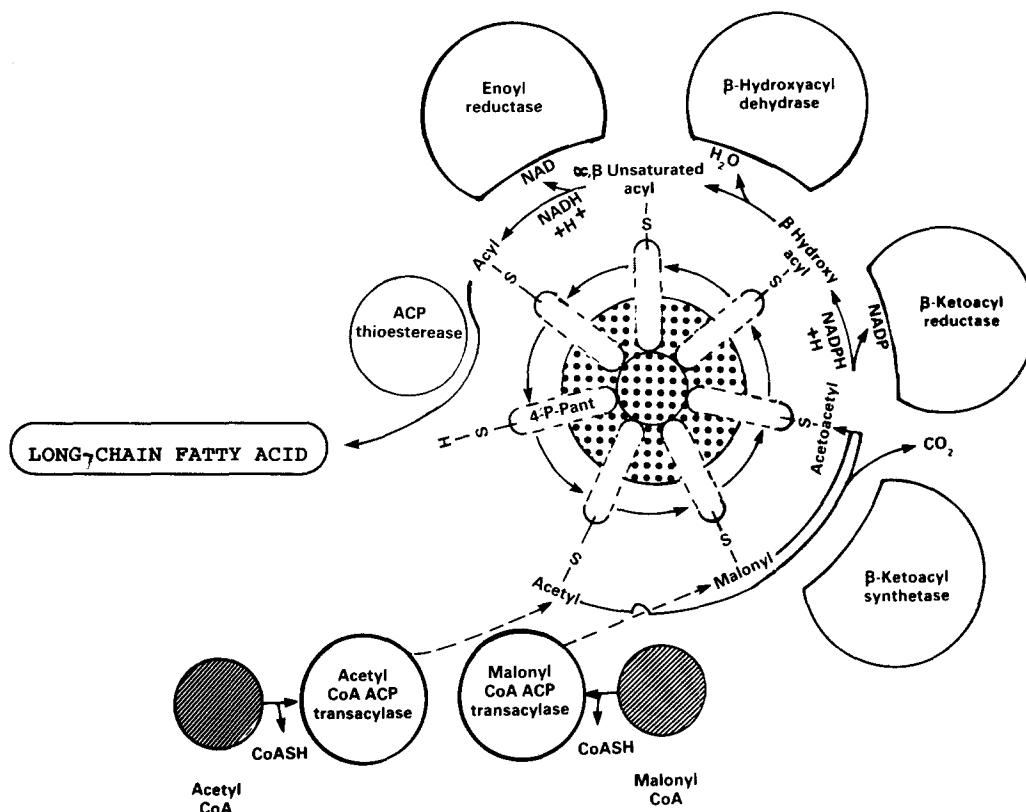 Enoyl
reductase
β-Hydroxyacyl
dehydrase
NAD
∝,β Unsaturated
acyl
H₂O
NADH
+H⁺
S
β Hydroxy
acyl
Acyl
S
S
ACP
thioesterease
NADPH
+H
NADP
β-Ketoacyl
reductase
4-P-Pant
S
H
S
Acetoacetyl
CO₂
LONG-CHAIN FATTY ACID
S
S
Acetyl
Malonyl
β-Ketoacyl
synthetase
Acetyl
CoA ACP
transacylase
Malonyl
CoA ACP
transacylase
CoASH
CoASH
Acetyl
CoA
Malonyl
CoA